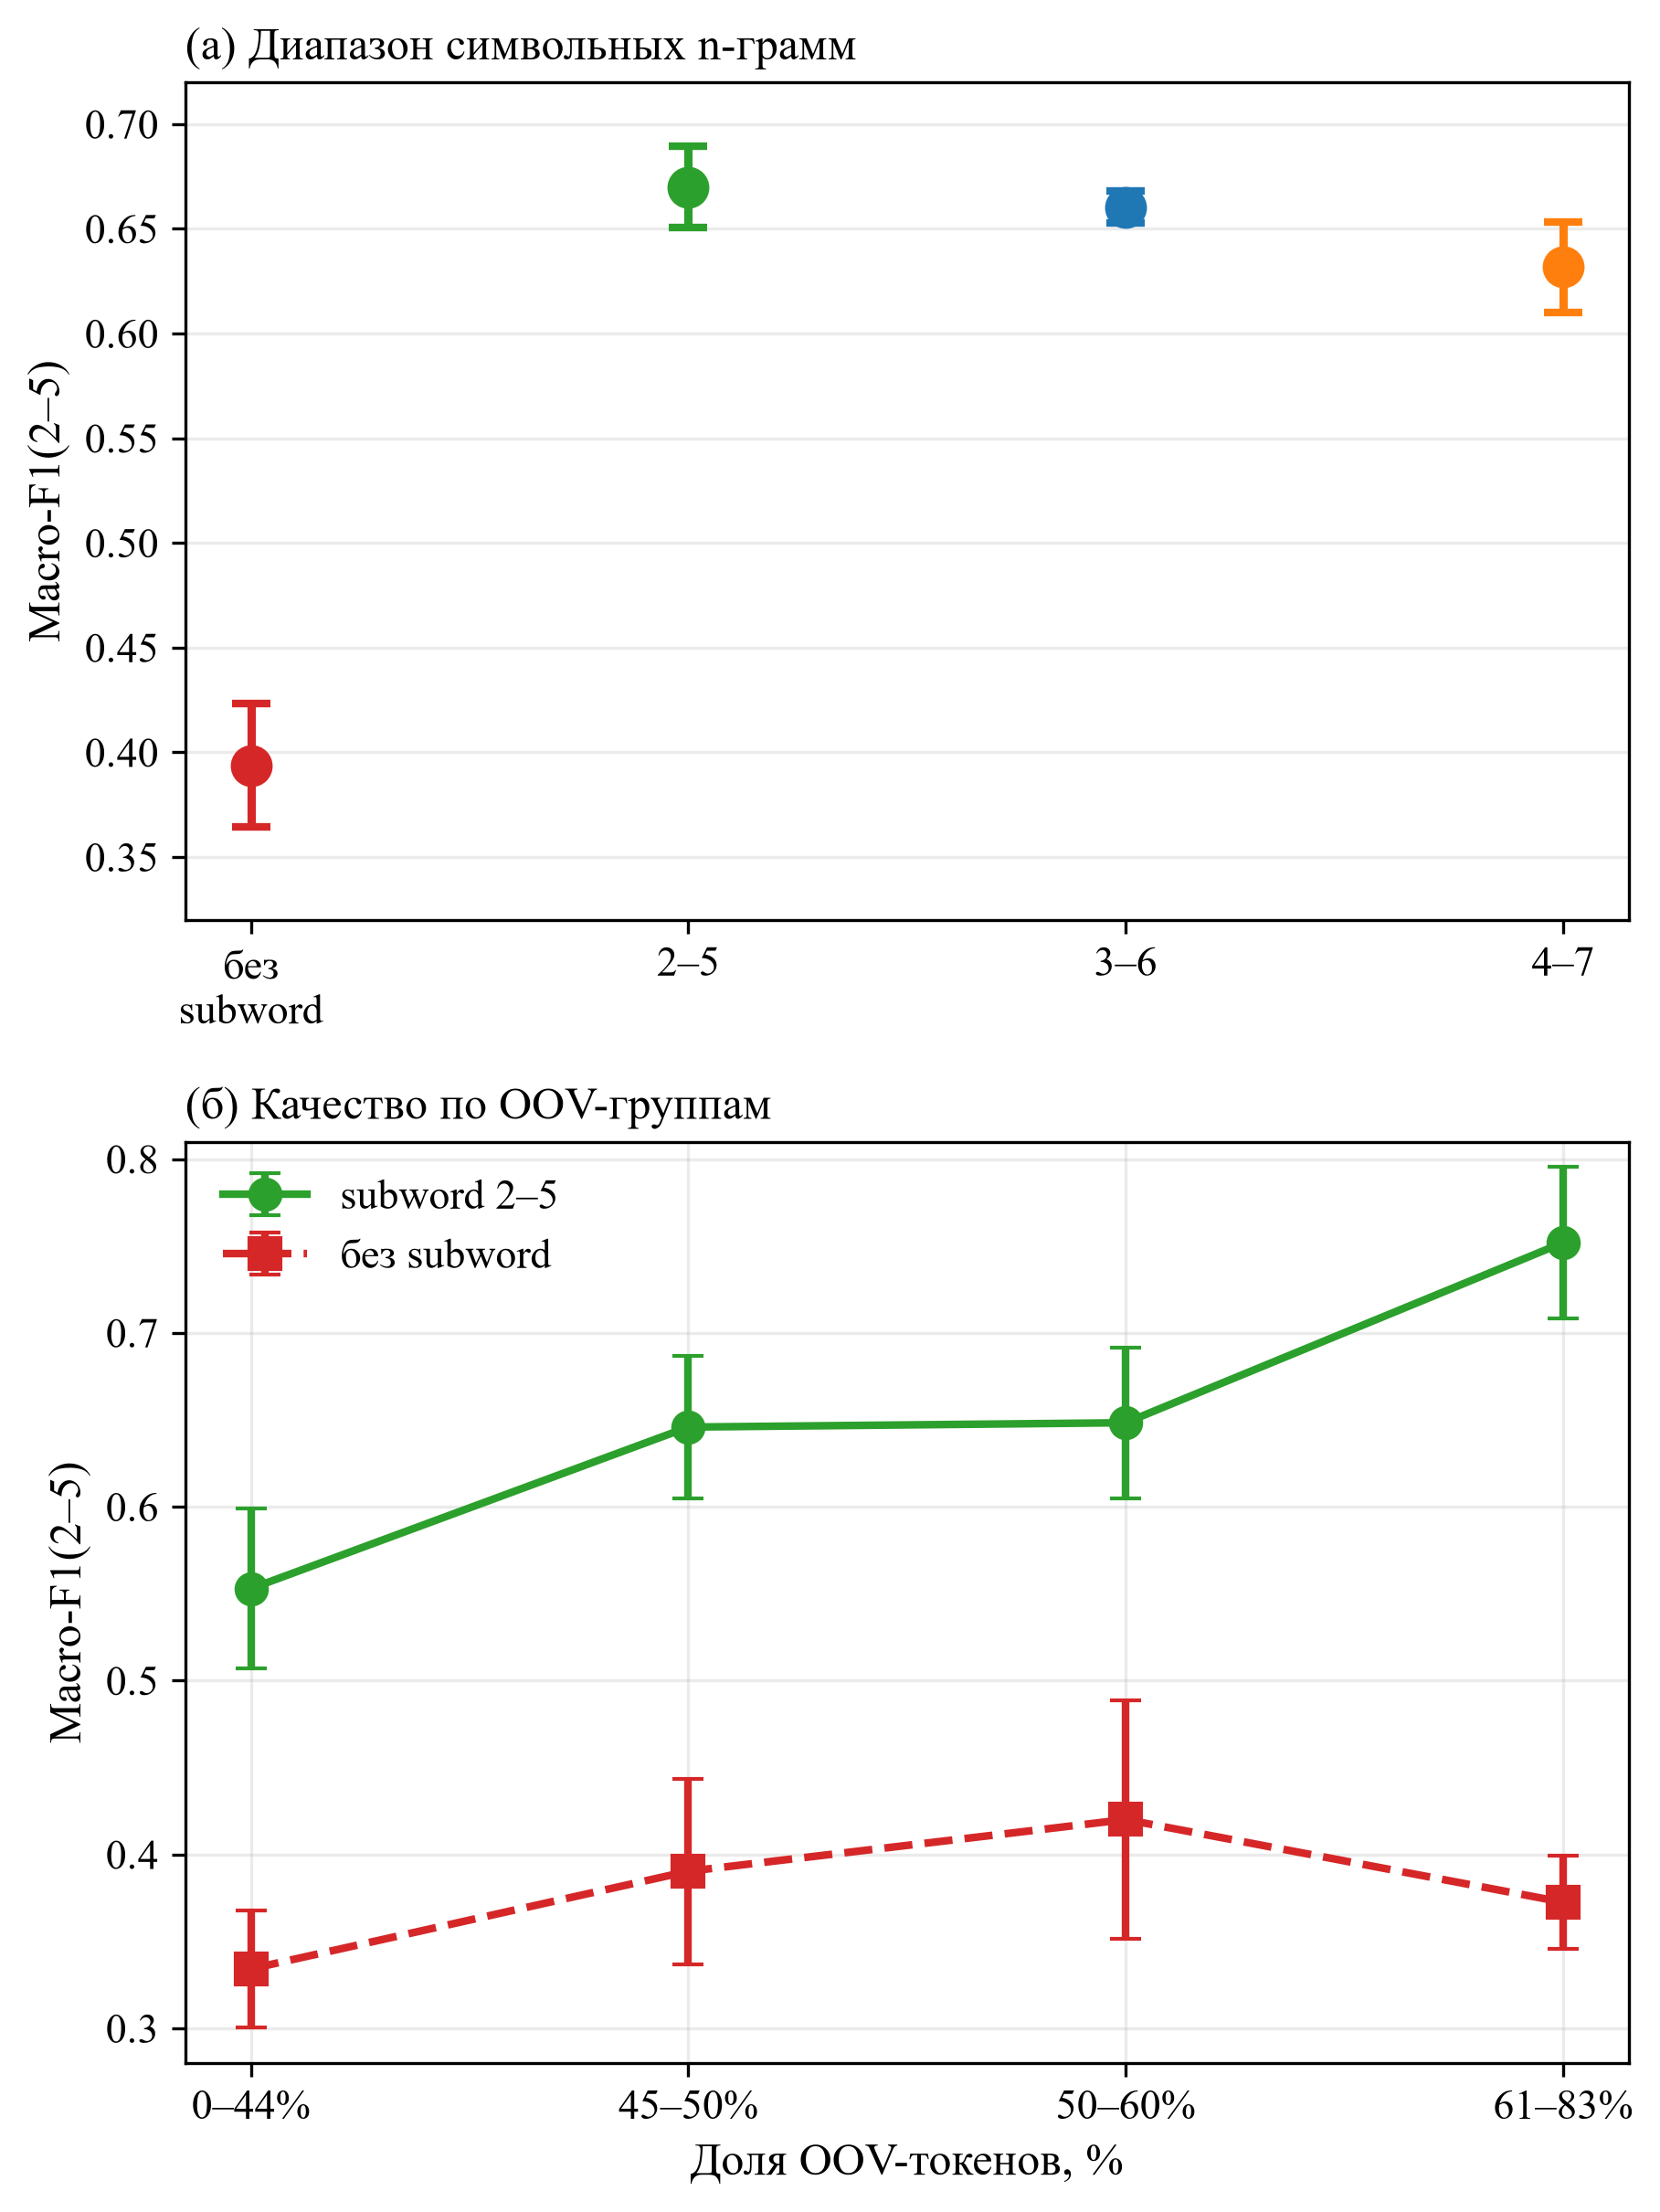 (а) Диапазон символьных n-грамм
Macro-F1(2–5)
0.70
0.65
0.60
0.55
0.50
0.45
0.40
0.35
без
subword
2–5
3–6
4–7
(б) Качество по OOV-группам
Macro-F1(2–5)
0.8
0.7
0.6
0.5
0.4
0.3
subword 2–5
без subword
0–44%
45–50%
50–60%
61–83%
Доля OOV-токенов, %